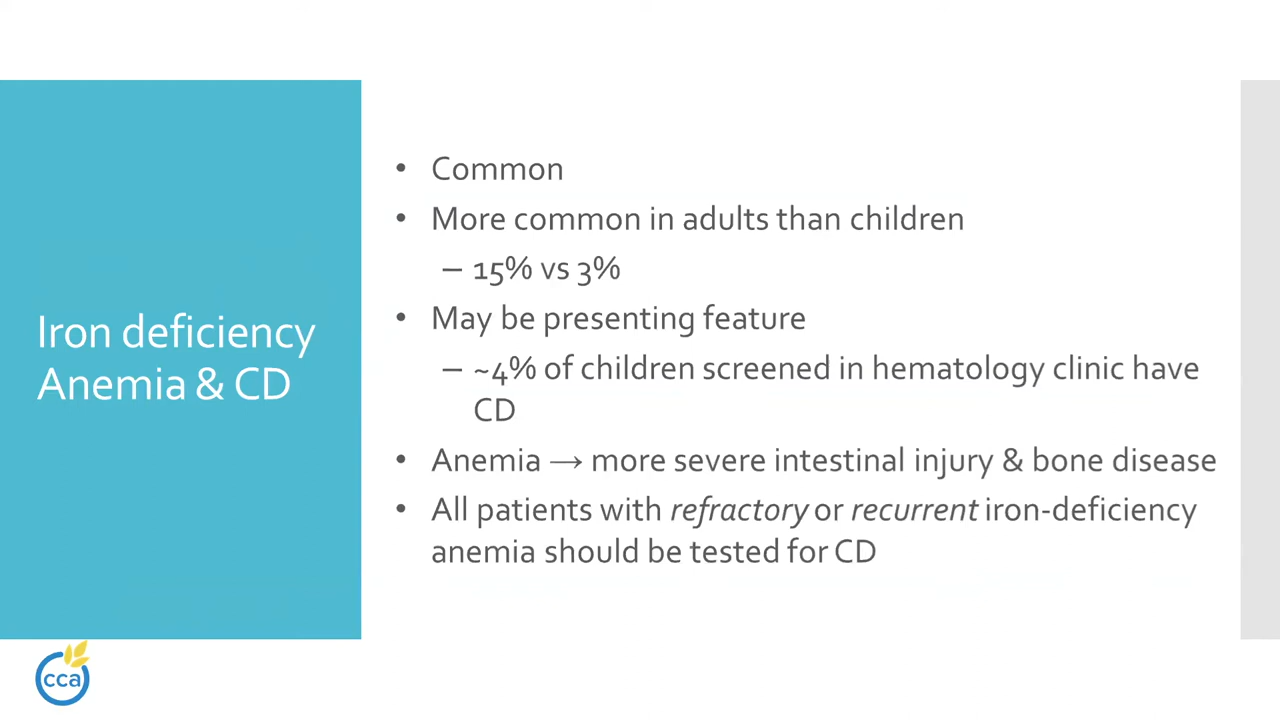 Iron deficiency
Anemia & CD
• Common
• More common in adults than children
– 15% vs 3%
• May be presenting feature
– ~4% of children screened in hematology clinic have
CD
• Anemia → more severe intestinal injury & bone disease
• All patients with refractory or recurrent iron-deficiency
anemia should be tested for CD
cca